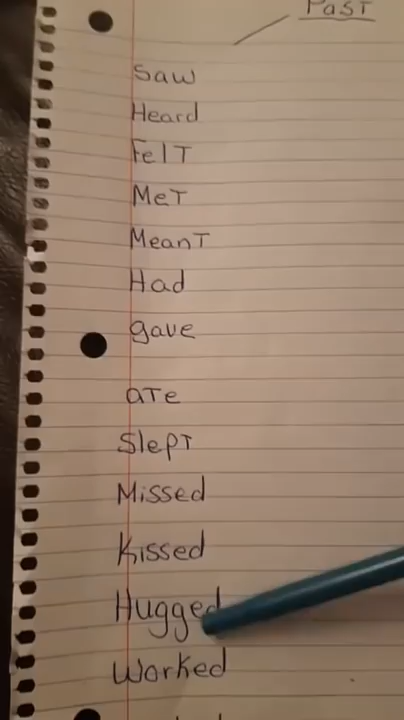 PasT
saw
Heard
FelT
MeT
MeanT
Had
gave
aTe
SlepT
Missed
Kissed
Hugged
Worked